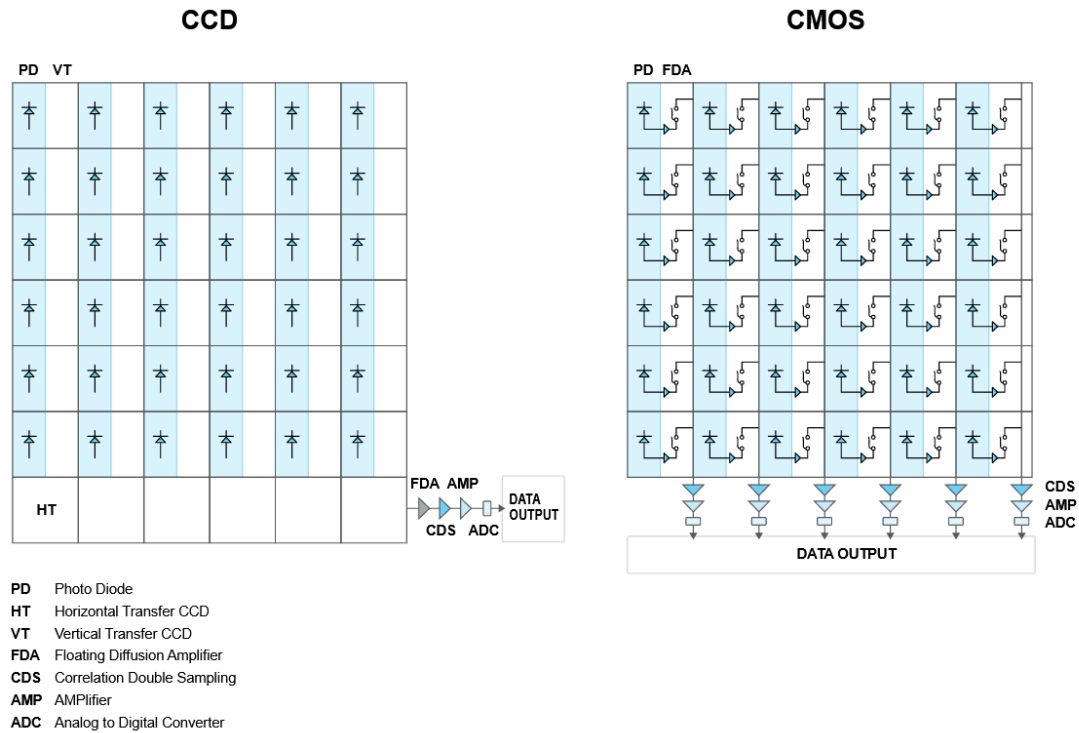 CCD
CMOS
PD VT
PD FDA
HT
FDA AMP
CDS ADC
DATA
OUTPUT
CDS
AMP
ADC
DATA OUTPUT
PD Photo Diode
HT Horizontal Transfer CCD
VT Vertical Transfer CCD
FDA Floating Diffusion Amplifier
CDS Correlation Double Sampling
AMP AMPlifier
ADC Analog to Digital Converter